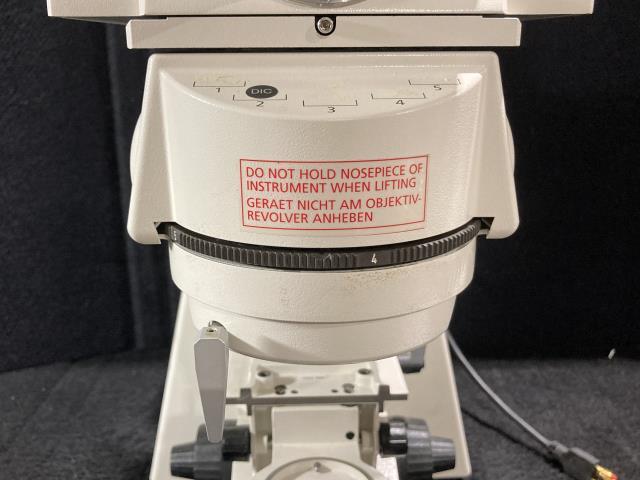 1 DIC 2 3 4 5
DO NOT HOLD NOSEPIECE OF
INSTRUMENT WHEN LIFTING
GERAET NICHT AM OBJEKTIV-
REVOLVER ANHEBEN
5 4